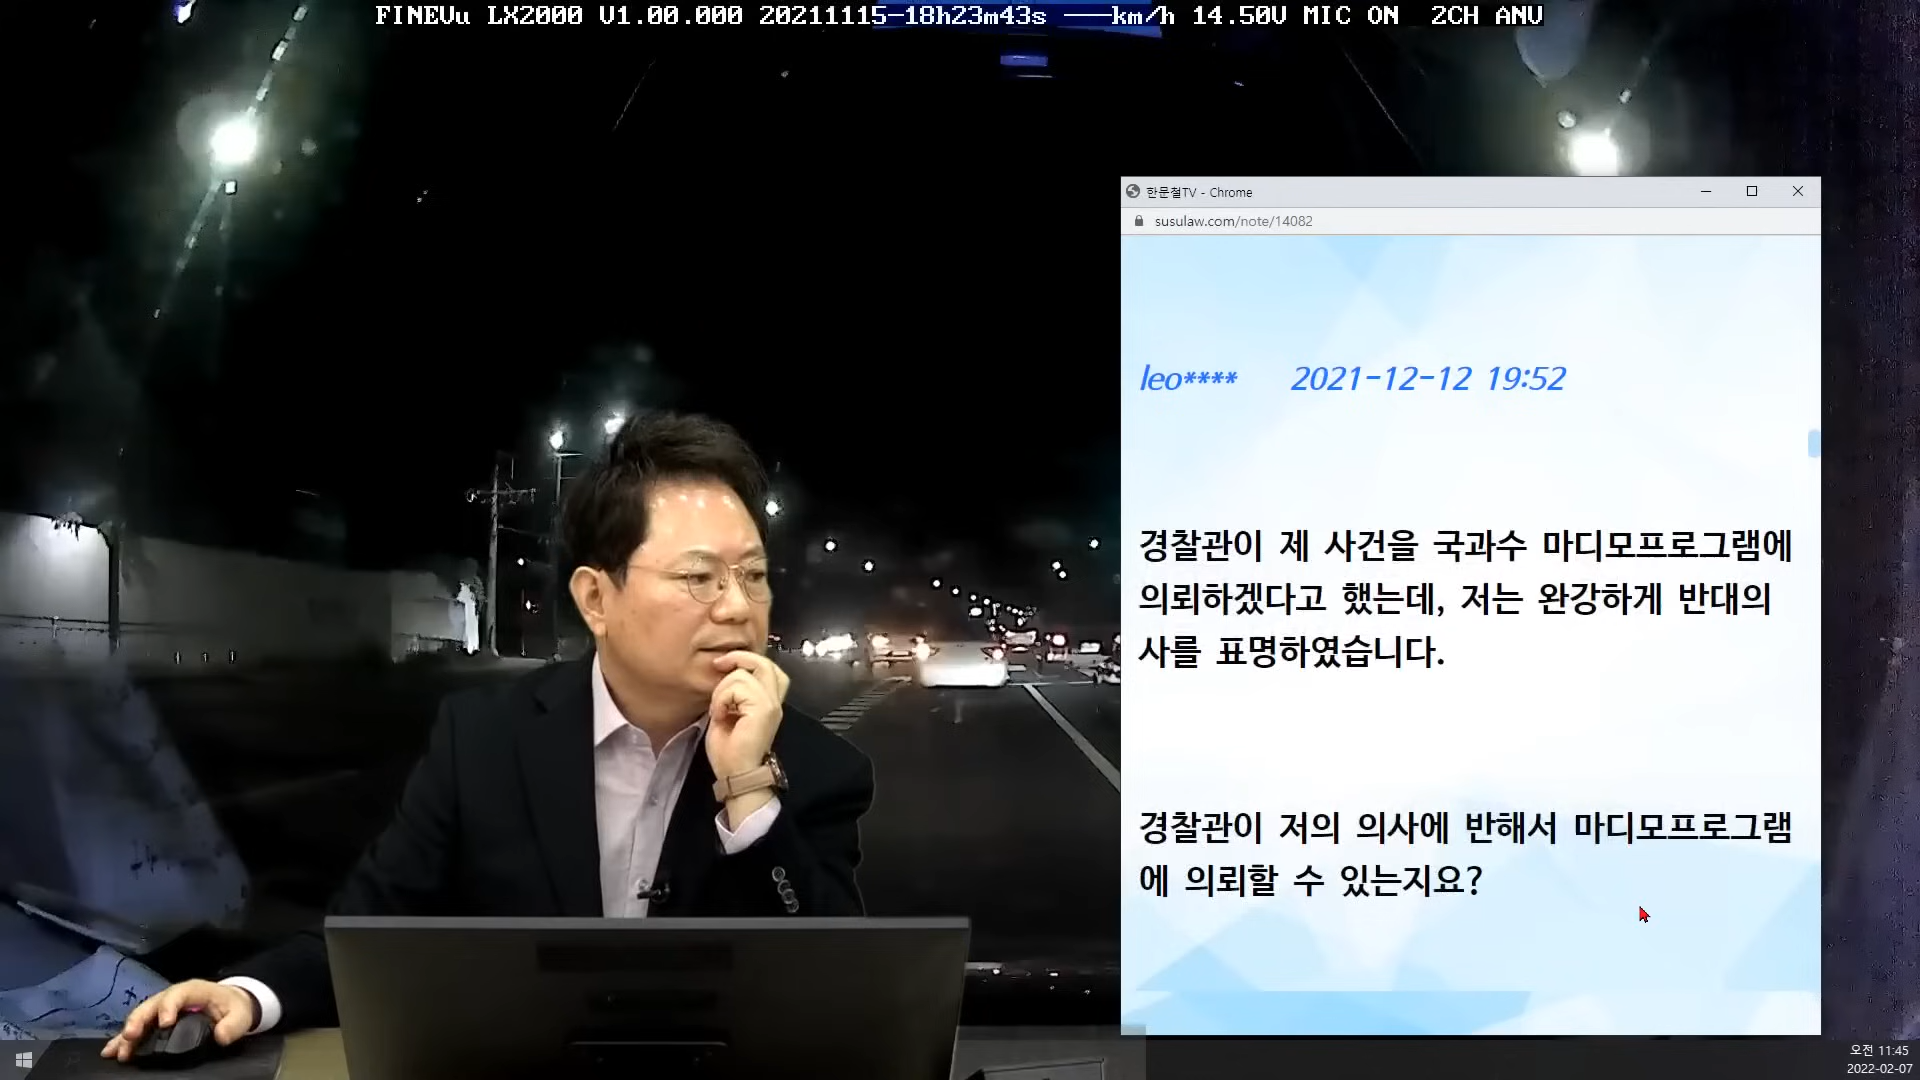 FINEVu LX2000 V1.00.000 20211115-18h23m43s ---km/h 14.50V MIC ON 2CH ANV
한문철TV - Chrome
susulaw.com/note/14082
leo**** 2021-12-12 19:52
경찰관이 제 사건을 국과수 마디모프로그램에
의뢰하겠다고 했는데, 저는 완강하게 반대의
사를 표명하였습니다.
경찰관이 저의 의사에 반해서 마디모프로그램
에 의뢰할 수 있는지요?
오전 11:45
2022-02-07